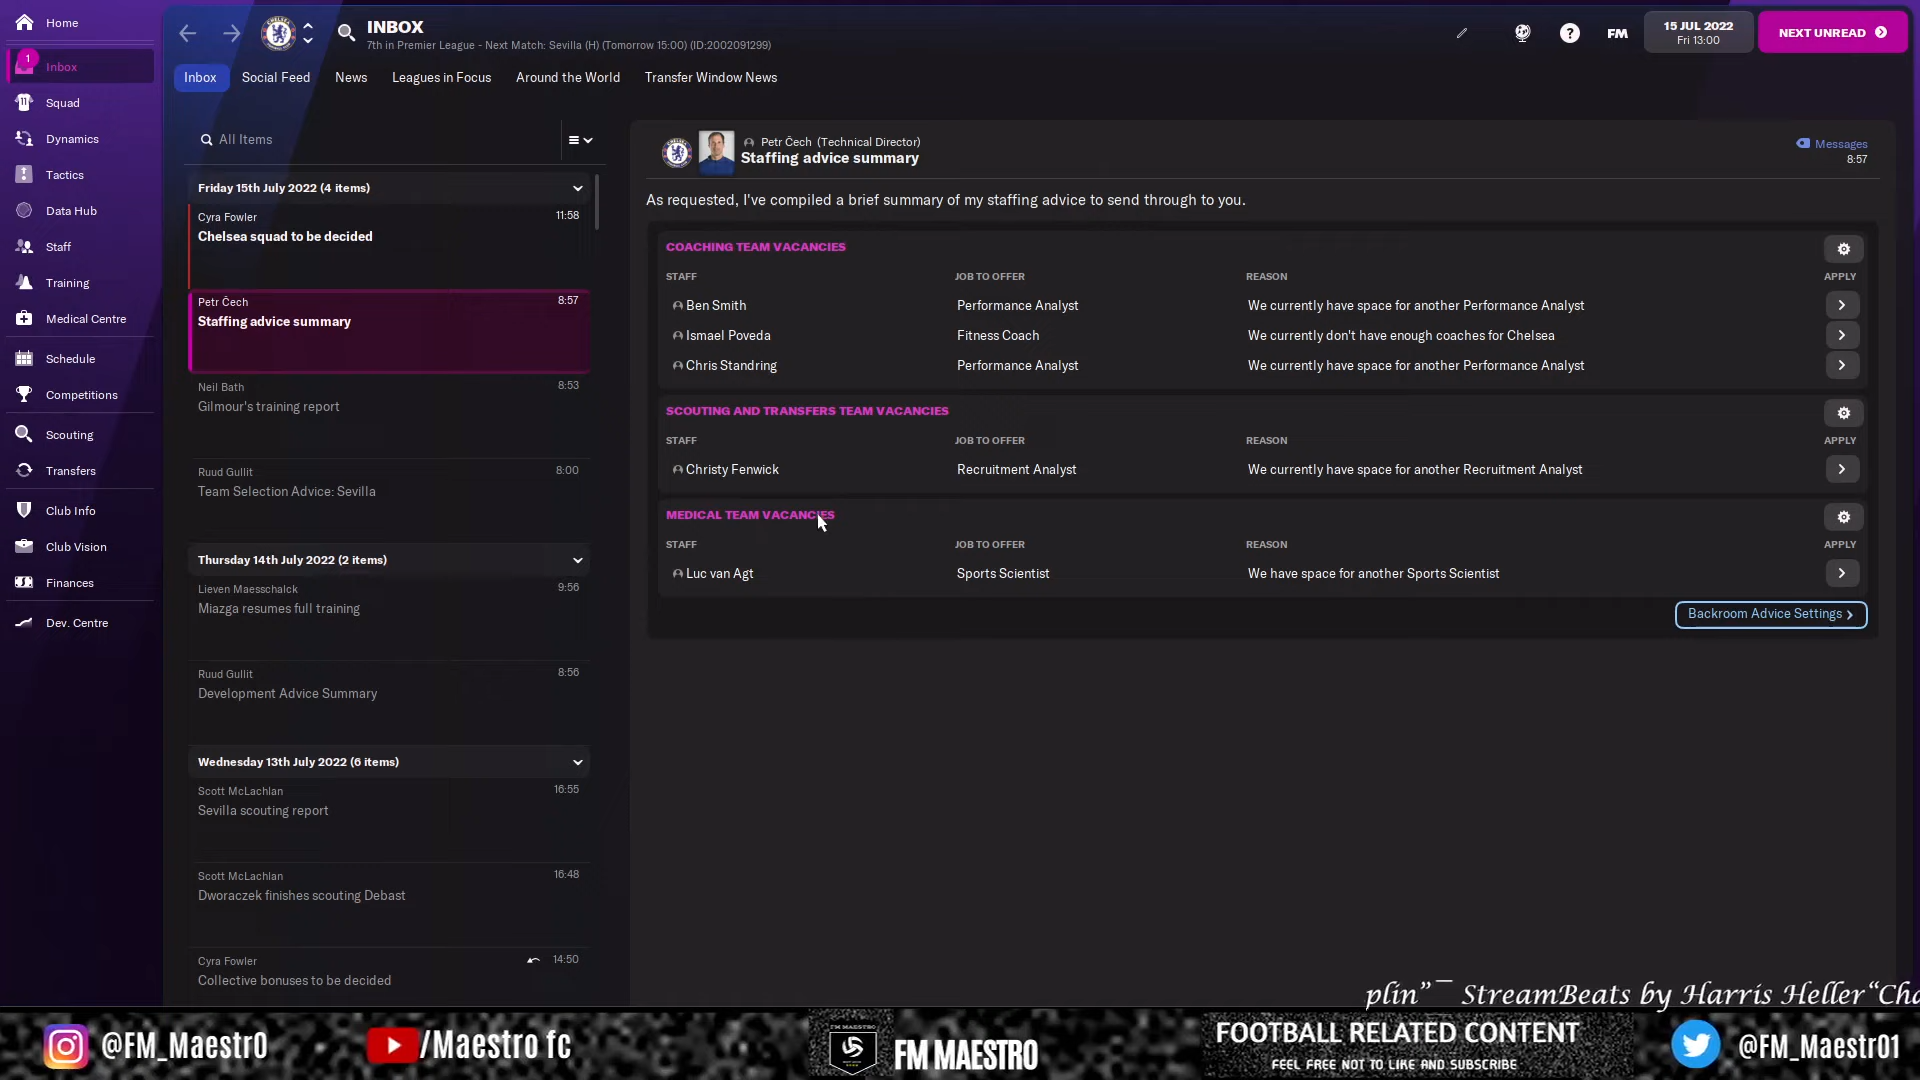 Home
1
Inbox
Squad
Dynamics
Tactics
Data Hub
Staff
Training
Medical Centre
Schedule
Competitions
Scouting
Transfers
Club Info
Club Vision
Finances
Dev. Centre
INBOX
7th in Premier League - Next Match: Sevilla (H) (Tomorrow 15:00) (ID:2002091299)
FM
15 JUL 2022
Fri 13:00
NEXT UNREAD
Inbox
Social Feed
News
Leagues in Focus
Around the World
Transfer Window News
All Items
Friday 15th July 2022 (4 items)
Cyra Fowler 11:58
Chelsea squad to be decided
Petr Čech 8:57
Staffing advice summary
Neil Bath 8:53
Gilmour's training report
Ruud Gullit 8:00
Team Selection Advice: Sevilla
Thursday 14th July 2022 (2 items)
Lieven Maesschalck 9:56
Miazga resumes full training
Ruud Gullit 8:56
Development Advice Summary
Wednesday 13th July 2022 (6 items)
Scott McLachlan 16:55
Sevilla scouting report
Scott McLachlan 16:48
Dworaczek finishes scouting Debast
Cyra Fowler 14:50
Collective bonuses to be decided
Petr Čech (Technical Director)
Staffing advice summary
Messages
8:57
As requested, I've compiled a brief summary of my staffing advice to send through to you.
COACHING TEAM VACANCIES
STAFF JOB TO OFFER REASON APPLY
Ben Smith Performance Analyst We currently have space for another Performance Analyst
Ismael Poveda Fitness Coach We currently don't have enough coaches for Chelsea
Chris Standring Performance Analyst We currently have space for another Performance Analyst
SCOUTING AND TRANSFERS TEAM VACANCIES
STAFF JOB TO OFFER REASON APPLY
Christy Fenwick Recruitment Analyst We currently have space for another Recruitment Analyst
MEDICAL TEAM VACANCIES
STAFF JOB TO OFFER REASON APPLY
Luc van Agt Sports Scientist We have space for another Sports Scientist
Backroom Advice Settings
plin” ― StreamBeats by Harris Heller“Cha
@FM_Maestr0
/Maestro fc
FM MAESTRO
FM MAESTRO
FOOTBALL RELATED CONTENT
FEEL FREE NOT TO LIKE AND SUBSCRIBE
@FM_Maestr01